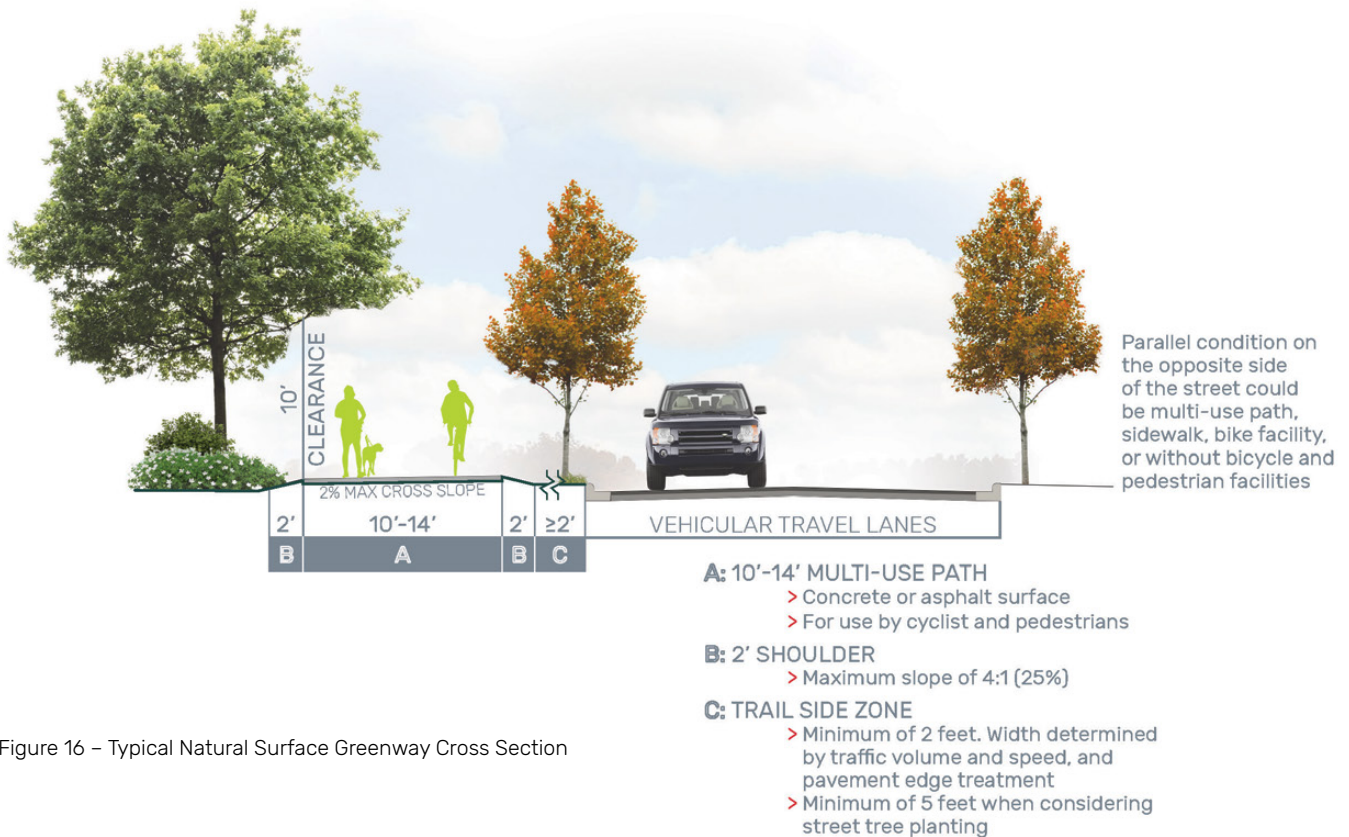 10' CLEARANCE
2% MAX CROSS SLOPE
2' 10'-14' 2' ≥2'
B A B C
VEHICULAR TRAVEL LANES
Parallel condition on
the opposite side
of the street could
be multi-use path,
sidewalk, bike facility,
or without bicycle and
pedestrian facilities
A: 10'-14' MULTI-USE PATH
> Concrete or asphalt surface
> For use by cyclist and pedestrians
B: 2' SHOULDER
> Maximum slope of 4:1 (25%)
C: TRAIL SIDE ZONE
> Minimum of 2 feet. Width determined
by traffic volume and speed, and
pavement edge treatment
> Minimum of 5 feet when considering
street tree planting
Figure 16 – Typical Natural Surface Greenway Cross Section